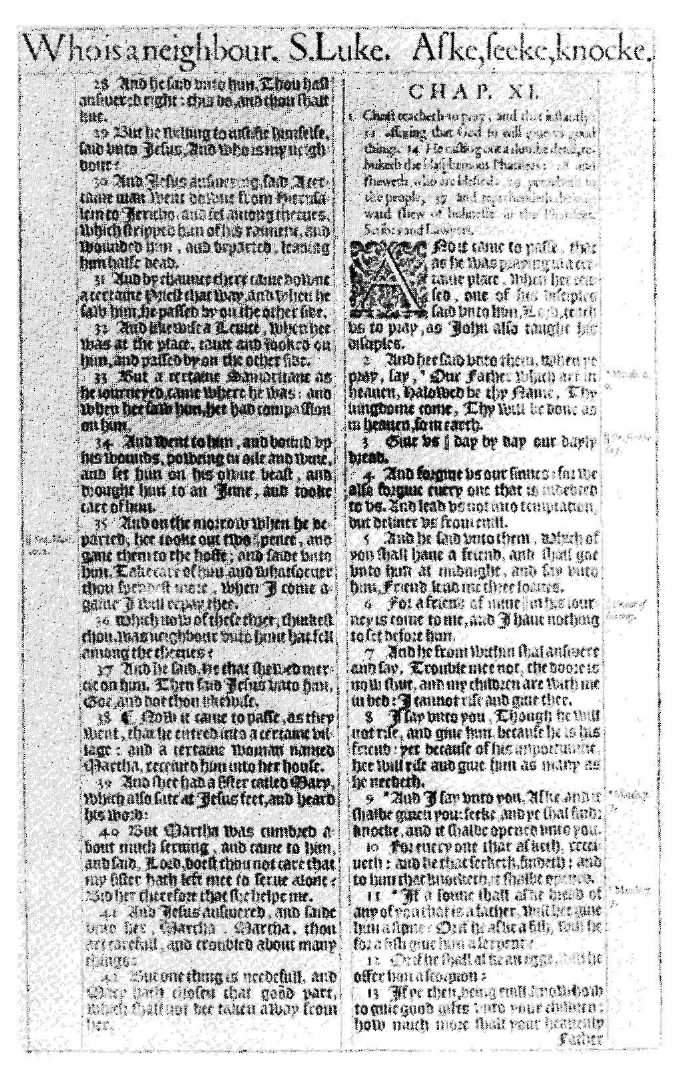 Who is a neighbour. S.Luke. Aske,seeke,knocke.
28 And he said vnto him, Thou hast
answered right: this do, and thou shalt
liue.
29 But he willing to iustifie himselfe,
said vnto Iesus, And who is my neigh-
bour?
30 And Iesus answering, said, A cer-
taine man went downe from Hierusa-
lem to Iericho, and fel among theeues,
which stripped him of his raiment, and
wounded him, and departed, leauing
him halfe dead.
31 And by chaunce there came downe
a certaine Priest that way, and when he
saw him, he passed by on the other side.
32 And likewise a Leuite, when hee
was at the place, came and looked on
him, and passed by on the other side.
33 But a certaine Samaritane as
he iourneyed, came where he was: and
when hee saw him, hee had compassion
on him,
34 And went to him, and bound vp
his wounds, powring in oile and wine,
and set him on his owne beast, and
brought him to an Inne, and tooke
care of him.
35 And on the morrow when he de-
parted, hee tooke out two pence, and
gaue them to the hoste, and saide vnto
him, Take care of him, and whatsoeuer
thou spendest more, when I come a-
gaine I will repay thee.
36 Which now of these three, thinkest
thou, was neighbour vnto him that fell
among the theeues?
37 And he said, He that shewed mer-
cie on him. Then said Iesus vnto him,
Goe, and doe thou likewise.
38 ¶ Now it came to passe, as they
went, that he entred into a certaine vil-
lage: and a certaine woman named
Martha, receiued him into her house.
39 And shee had a sister called Mary,
which also sate at Iesus feet, and heard
his word:
40 But Martha was cumbred a-
bout much seruing, and came to him,
and said, Lord, doest thou not care that
my sister hath left mee to serue alone?
Bid her therefore that she helpe me.
41 And Iesus answered, and saide
vnto her, Martha, Martha, thou
art carefull, and troubled about many
things:
42 But one thing is needefull, and
Mary hath chosen that good part,
which shall not bee taken away from
her.
CHAP. XI.
1 Christ teacheth to pray, and that instantly:
11 assuring that God so will giue vs good
things. 14 He casting out a dumbe deuil, re-
buketh the blasphemous Pharisees: 28 and
sheweth who are blessed: 29 preacheth to
the people, 37 and reprehendeth the out-
ward shew of holinesse in the Pharisees,
Scribes and Lawyers.
And it came to passe, that
as he was praying in a cer-
taine place, when hee cea-
sed, one of his disciples
said vnto him, Lord, teach
vs to pray, as Iohn also taught his
disciples.
2 And hee said vnto them, When ye
pray, say, Our Father which art in
heauen, Halowed be thy Name, Thy
kingdome come, Thy will be done as
in heauen, so in earth.
3 Giue vs day by day our dayly
bread.
4 And forgiue vs our sinnes: for we
also forgiue euery one that is indebted
to vs. And lead vs not into temptation,
but deliuer vs from euill.
5 And he said vnto them, Which of
you shall haue a friend, and shall goe
vnto him at midnight, and say vnto
him, Friend, lend me three loaues.
6 For a friend of mine in his iour-
ney is come to me, and I haue nothing
to set before him.
7 And he from within shal answere
and say, Trouble mee not, the doore is
now shut, and my children are with me
in bed: I cannot rise and giue thee.
8 I say vnto you, Though he will
not rise, and giue him, because he is his
friend: yet because of his importunitie,
hee will rise and giue him as many as
he needeth.
9 And I say vnto you, Aske and it
shalbe giuen you: seeke, and ye shal find:
knocke, and it shalbe opened vnto you.
10 For euery one that asketh, recei-
ueth: and he that seeketh, findeth: and
to him that knocketh, it shalbe opened.
11 If a sonne shall aske bread of
any of you that is a father, will hee giue
him a stone? Or if he aske a fish, will he
for a fish giue him a serpent?
12 Or if he shall aske an egge, will he
offer him a scorpion?
13 If ye then, being euill, know how
to giue good gifts vnto your children:
how much more shall your heauenly
Father